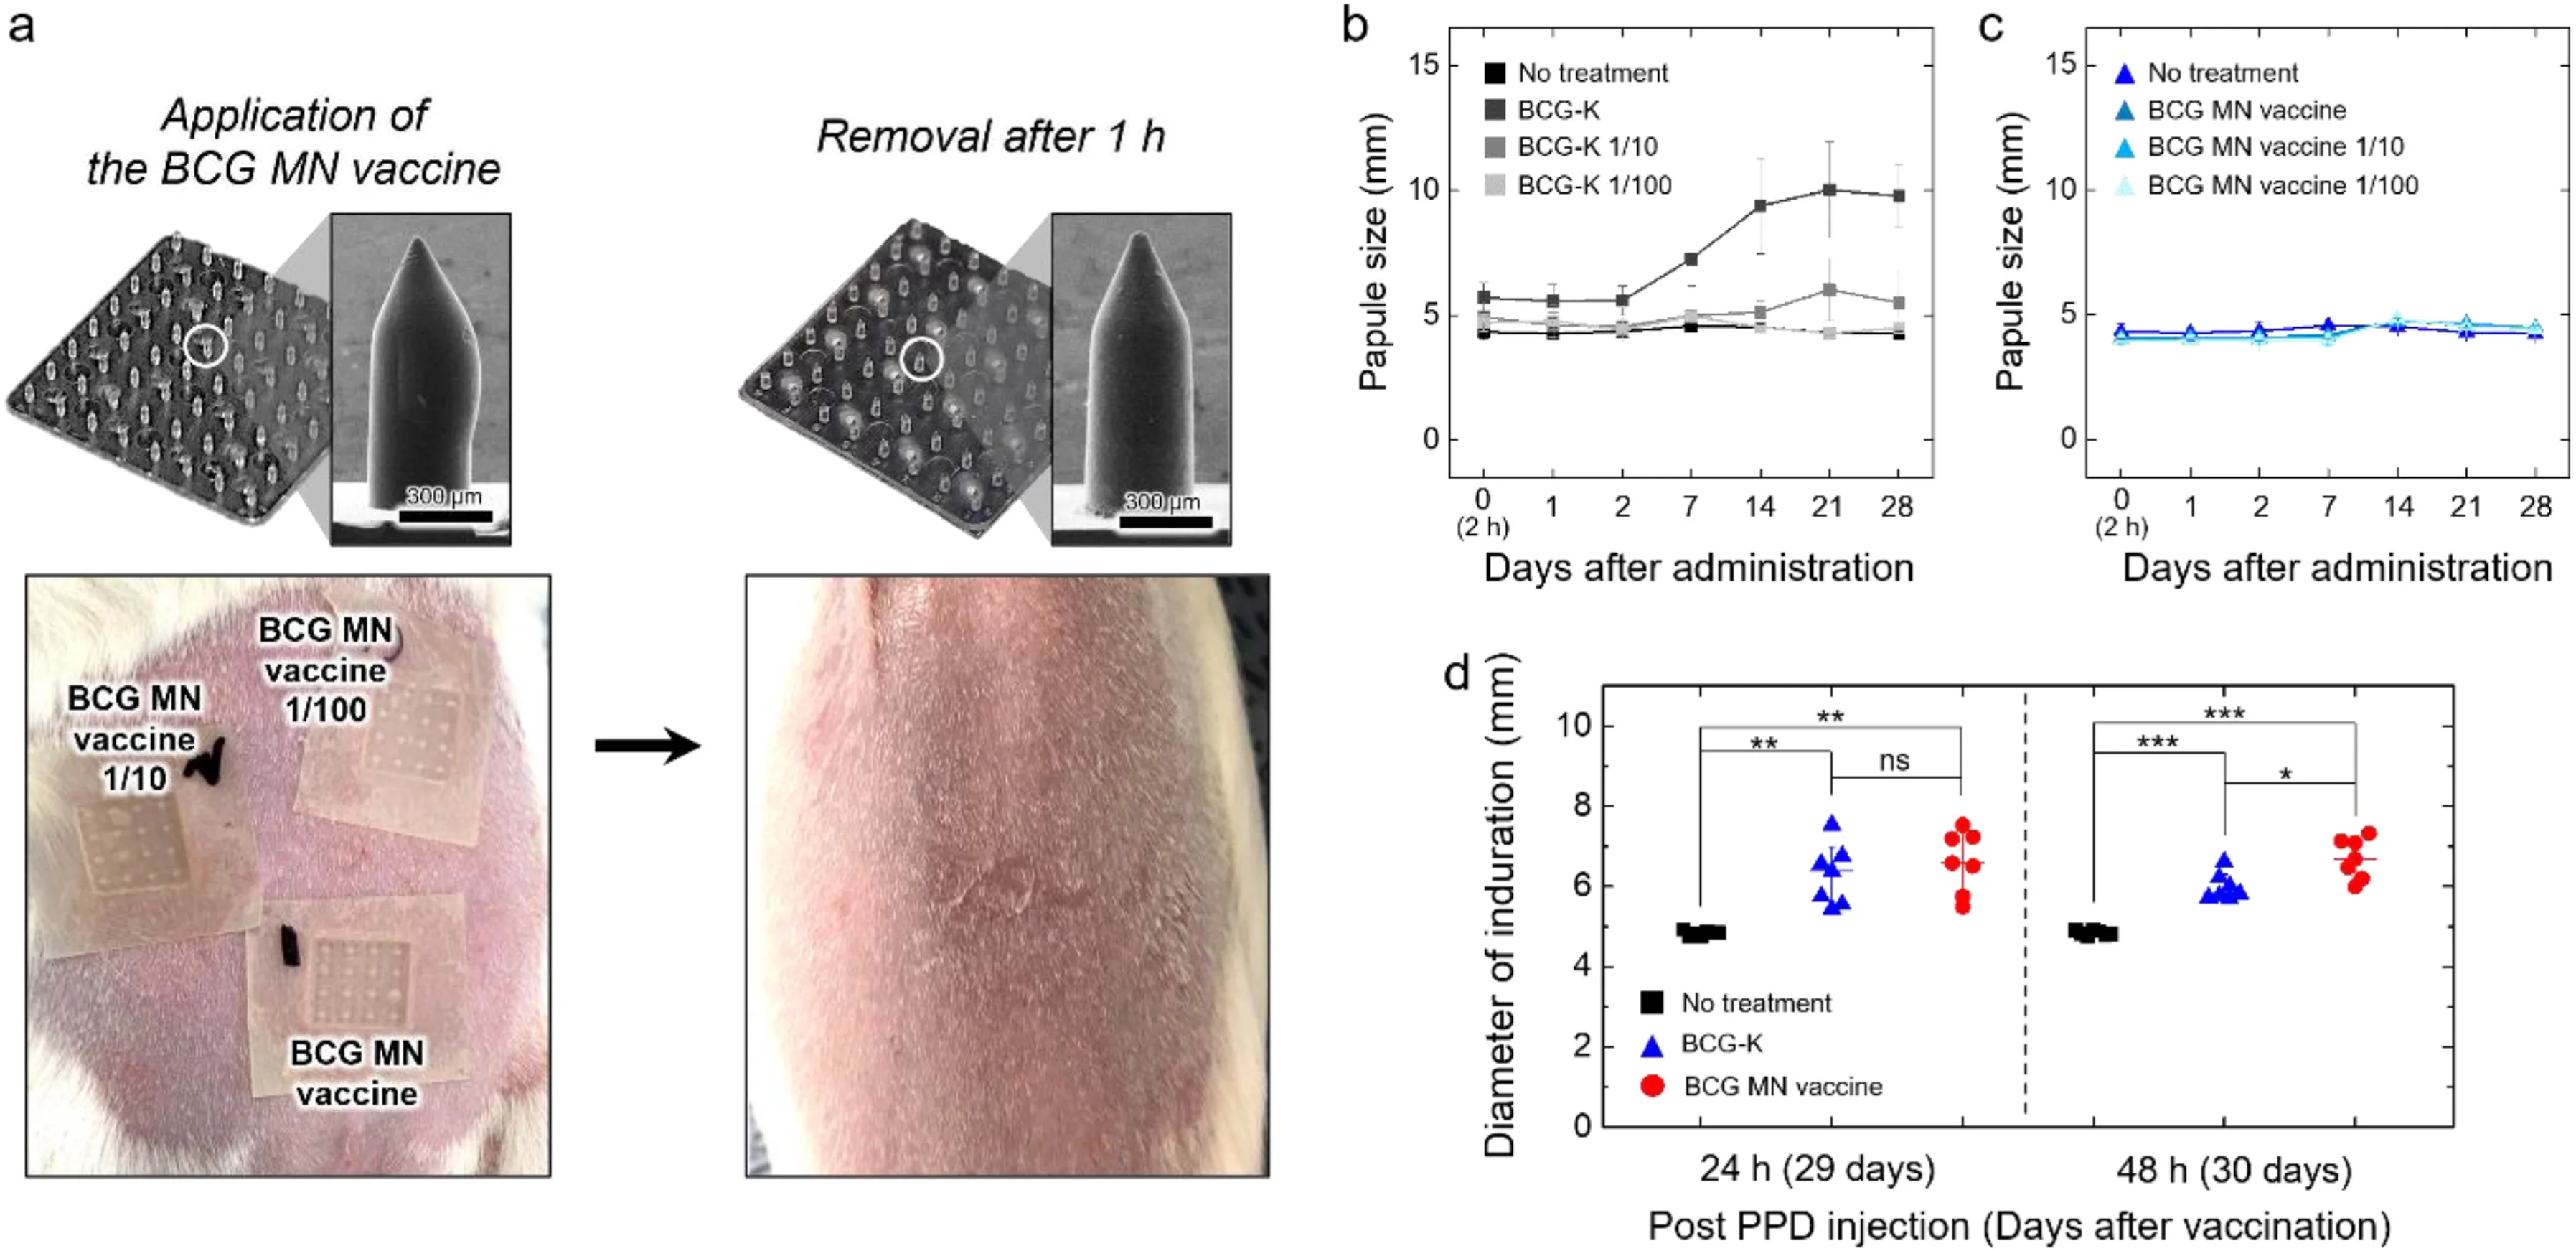 a
Application of
the BCG MN vaccine
Removal after 1 h
300 μm
300 μm
BCG MN
vaccine
1/100
BCG MN
vaccine
1/10
BCG MN
vaccine
b
Papule size (mm)
15
10
5
0
No treatment
BCG-K
BCG-K 1/10
BCG-K 1/100
0 1 2 7 14 21 28
(2 h)
Days after administration
c
Papule size (mm)
15
10
5
0
No treatment
BCG MN vaccine
BCG MN vaccine 1/10
BCG MN vaccine 1/100
0 1 2 7 14 21 28
(2 h)
Days after administration
d
Diameter of induration (mm)
10
8
6
4
2
0
**
**
ns
***
***
*
No treatment
BCG-K
BCG MN vaccine
24 h (29 days)
48 h (30 days)
Post PPD injection (Days after vaccination)